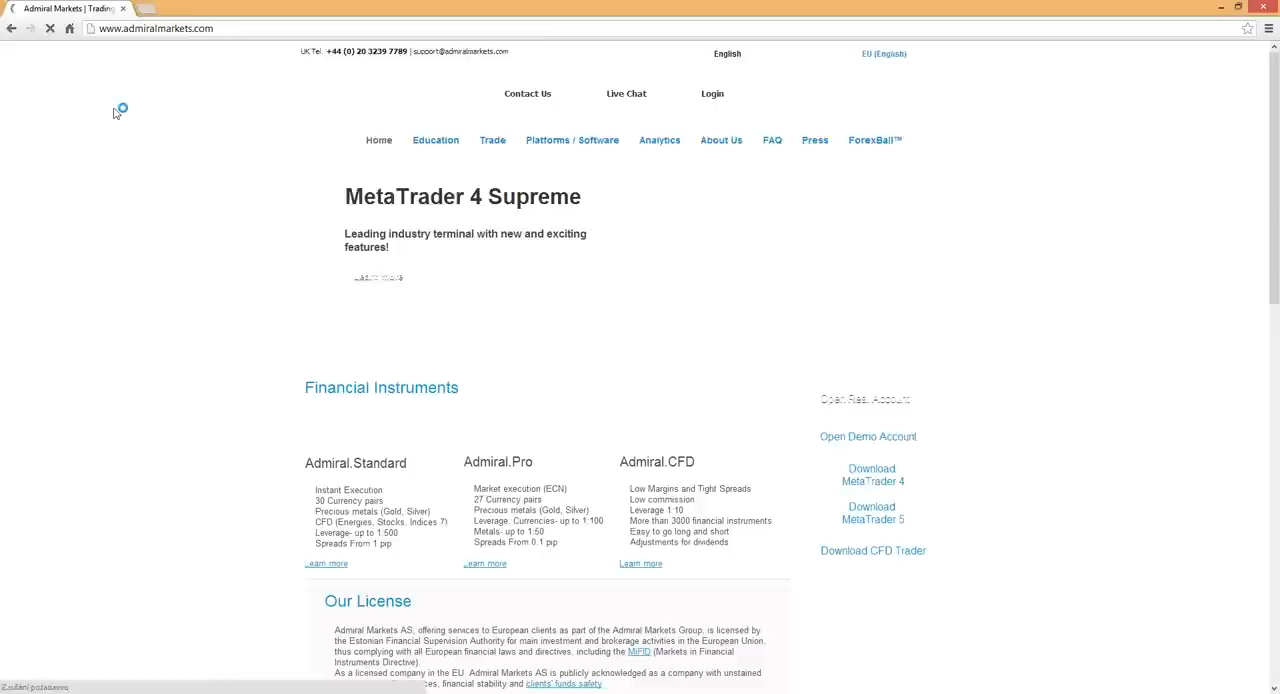 Admiral Markets | Trading
www.admiralmarkets.com
UK Tel. +44 (0) 20 3239 7789 | support@admiralmarkets.com
English
EU (English)
Contact Us
Live Chat
Login
Home
Education
Trade
Platforms / Software
Analytics
About Us
FAQ
Press
ForexBall™
MetaTrader 4 Supreme
Leading industry terminal with new and exciting
features!
Learn more
Financial Instruments
Admiral.Standard
Instant Execution
30 Currency pairs
Precious metals (Gold, Silver)
CFD (Energies, Stock, Indices 7)
Leverage- up to 1:500
Spreads From 1 pip
Learn more
Admiral.Pro
Market execution (ECN)
27 Currency pairs
Precious metals (Gold, Silver)
Leverage: Currencies- up to 1:100
Metals- up to 1:50
Spreads From 0.1 pip
Learn more
Admiral.CFD
Low Margins and Tight Spreads
Low commission
Leverage 1:10
More than 3000 financial instruments
Easy to go long and short
Adjustments for dividends
Learn more
Open Real Account
Open Demo Account
Download
MetaTrader 4
Download
MetaTrader 5
Download CFD Trader
Our License
Admiral Markets AS, offering services to European clients as part of the Admiral Markets Group, is licensed by
the Estonian Financial Supervision Authority for main investment and brokerage activities in the European Union,
thus complying with all European financial laws and directives, including the MiFID (Markets in Financial
Instruments Directive).
As a licensed company in the EU, Admiral Markets AS is publicly acknowledged as a company with unstained
financial stability and clients' funds safety.
Zasílání požadavku